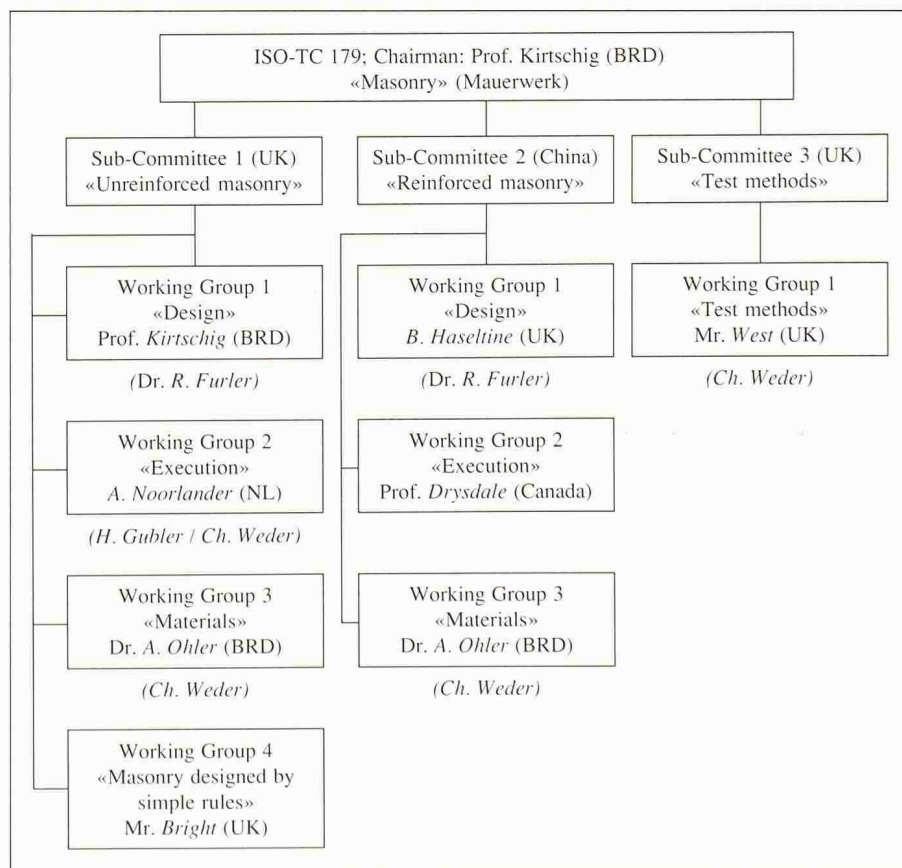 ISO-TC 179; Chairman: Prof. Kirtschig (BRD)
«Masonry» (Mauerwerk)
Sub-Committee 1 (UK)
«Unreinforced masonry»
Sub-Committee 2 (China)
«Reinforced masonry»
Sub-Committee 3 (UK)
«Test methods»
Working Group 1
«Design»
Prof. Kirtschig (BRD)
(Dr. R. Furler)
Working Group 2
«Execution»
A. Noorlander (NL)
(H. Gubler / Ch. Weder)
Working Group 3
«Materials»
Dr. A. Ohler (BRD)
(Ch. Weder)
Working Group 4
«Masonry designed by
simple rules»
Mr. Bright (UK)
Working Group 1
«Design»
B. Haseltine (UK)
(Dr. R. Furler)
Working Group 2
«Execution»
Prof. Drysdale (Canada)
Working Group 3
«Materials»
Dr. A. Ohler (BRD)
(Ch. Weder)
Working Group 1
«Test methods»
Mr. West (UK)
(Ch. Weder)